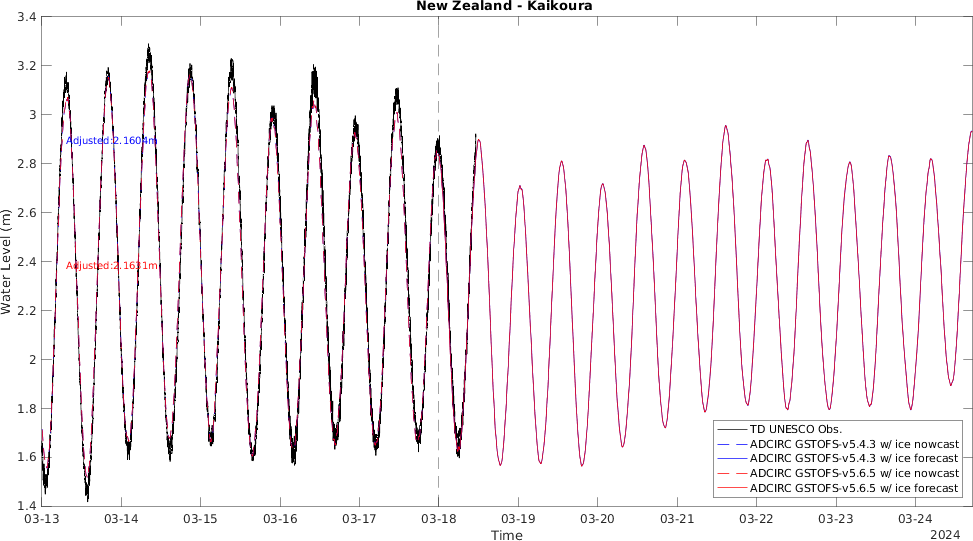 New Zealand - Kaikoura
3.4
3.2
3
2.8
2.6
2.4
2.2
2
1.8
1.6
1.4
Water Level (m)
Adjusted:2.1604m
Adjusted:2.1631m
TD UNESCO Obs.
ADCIRC GSTOFS-v5.4.3 w/ ice nowcast
ADCIRC GSTOFS-v5.4.3 w/ ice forecast
ADCIRC GSTOFS-v5.6.5 w/ ice nowcast
ADCIRC GSTOFS-v5.6.5 w/ ice forecast
03-13 03-14 03-15 03-16 03-17 03-18 03-19 03-20 03-21 03-22 03-23 03-24
Time
2024